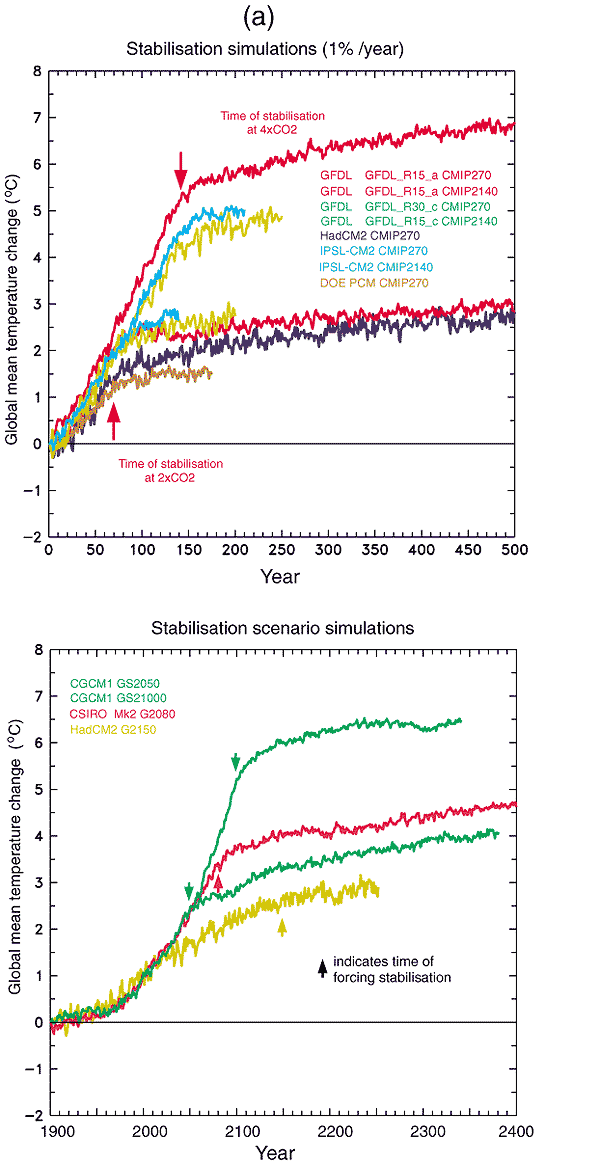 (a)
Stabilisation simulations (1% /year)
8
7
6
5
4
3
2
1
0
−1
−2
Global mean temperature change (ºC)
Time of stabilisation
at 4xCO2
GFDL GFDL_R15_a CMIP270
GFDL GFDL_R15_a CMIP2140
GFDL GFDL_R30_c CMIP270
GFDL GFDL_R15_c CMIP2140
HadCM2 CMIP270
IPSL-CM2 CMIP270
IPSL-CM2 CMIP2140
DOE PCM CMIP270
Time of stabilisation
at 2xCO2
0 50 100 150 200 250 300 350 400 450 500
Year
Stabilisation scenario simulations
8
7
6
5
4
3
2
1
0
−1
−2
Global mean temperature change (ºC)
CGCM1 GS2050
CGCM1 GS21000
CSIRO Mk2 G2080
HadCM2 G2150
indicates time of
forcing stabilisation
1900 2000 2100 2200 2300 2400
Year